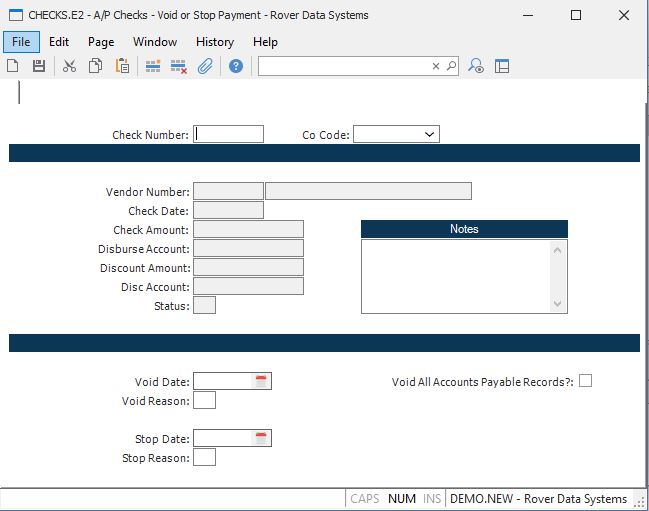 CHECKS.E2 - A/P Checks - Void or Stop Payment - Rover Data Systems
File Edit Page Window History Help
Check Number: Co Code:
Vendor Number:
Check Date:
Check Amount: Notes
Disburse Account:
Discount Amount:
Disc Account:
Status:
Void Date: Void All Accounts Payable Records?:
Void Reason:
Stop Date:
Stop Reason:
CAPS NUM INS DEMO.NEW - Rover Data Systems